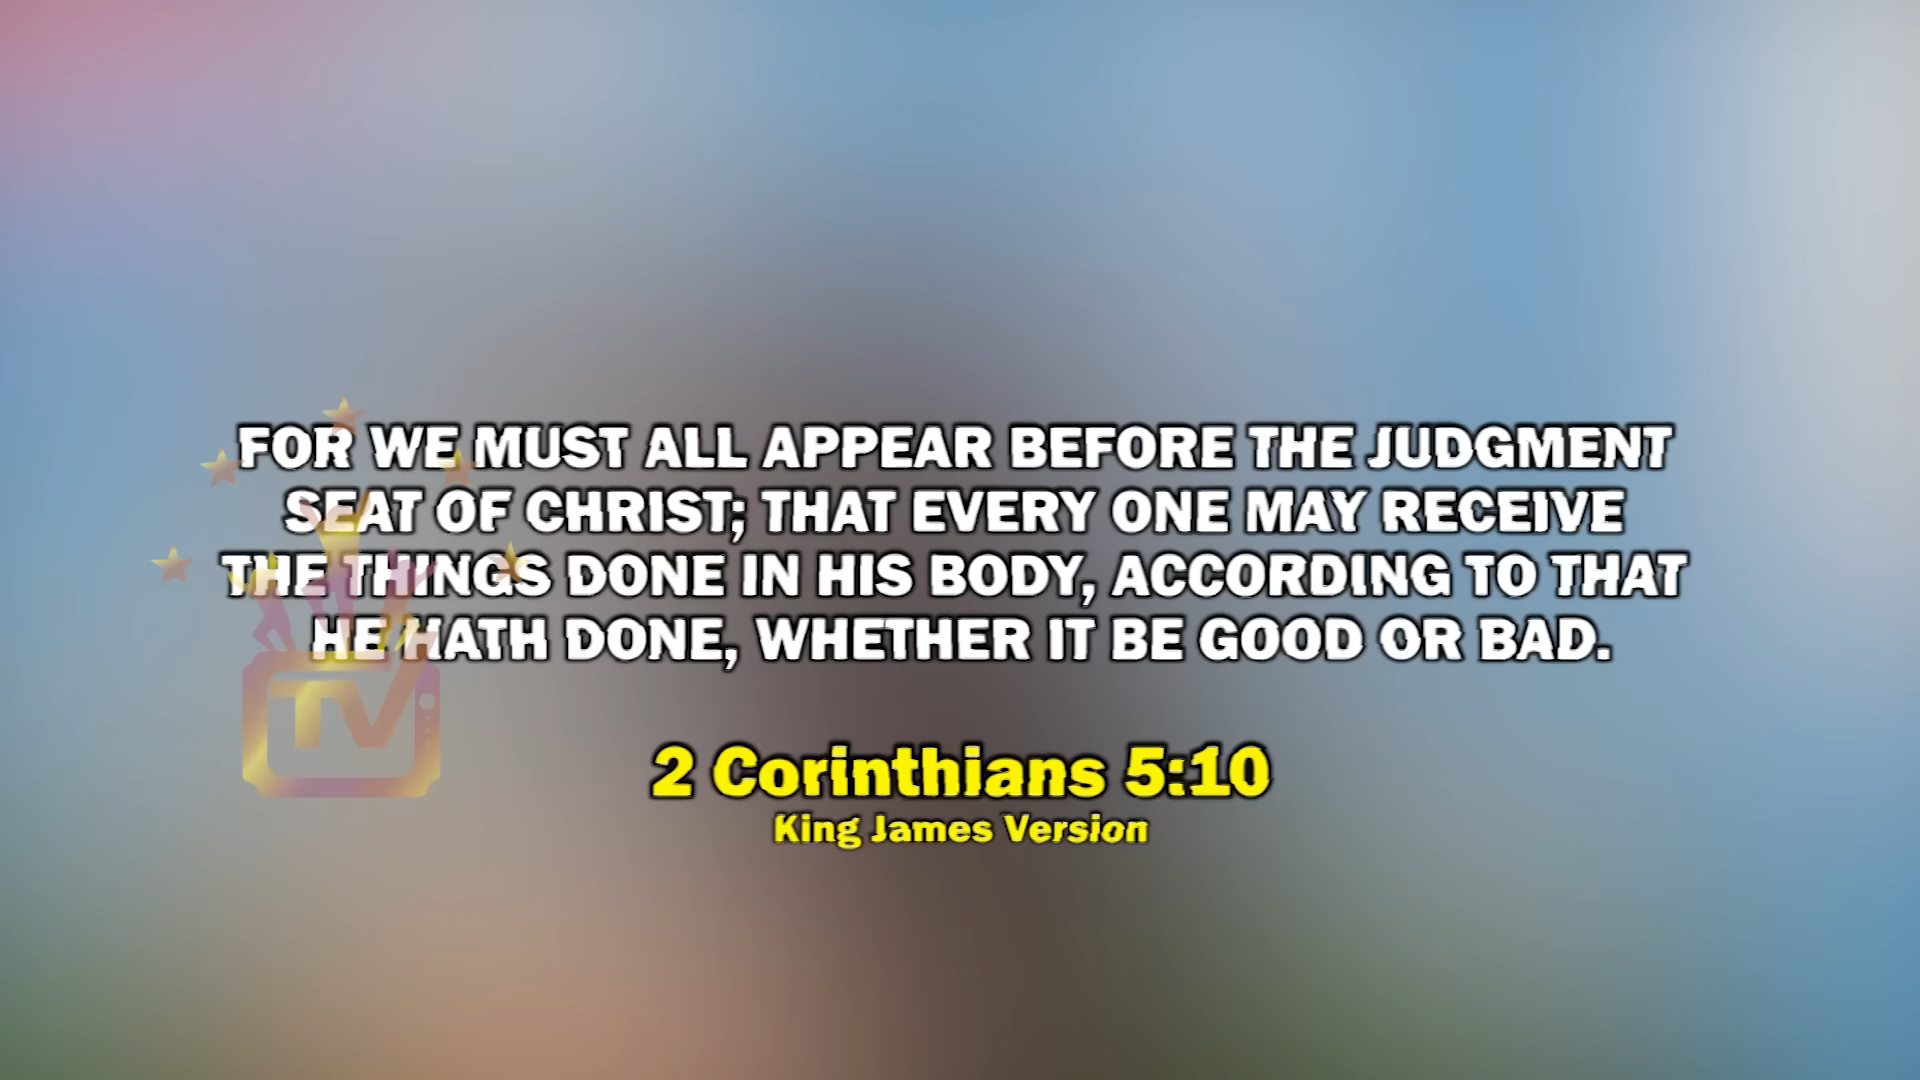 FOR WE MUST ALL APPEAR BEFORE THE JUDGMENT
SEAT OF CHRIST; THAT EVERY ONE MAY RECEIVE
THE THINGS DONE IN HIS BODY, ACCORDING TO THAT
HE HATH DONE, WHETHER IT BE GOOD OR BAD.
TV
2 Corinthians 5:10
King James Version